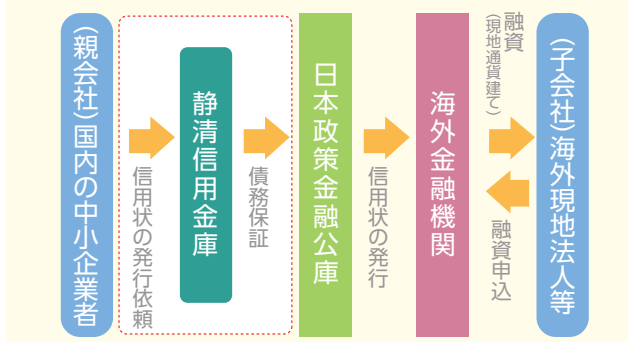 (親会社)国内の中小企業者
信用状の発行依頼
静清信用金庫
債務保証
日本政策金融公庫
信用状の発行
海外金融機関
融資
(現地通貨建て)
融資申込
(子会社)海外現地法人等